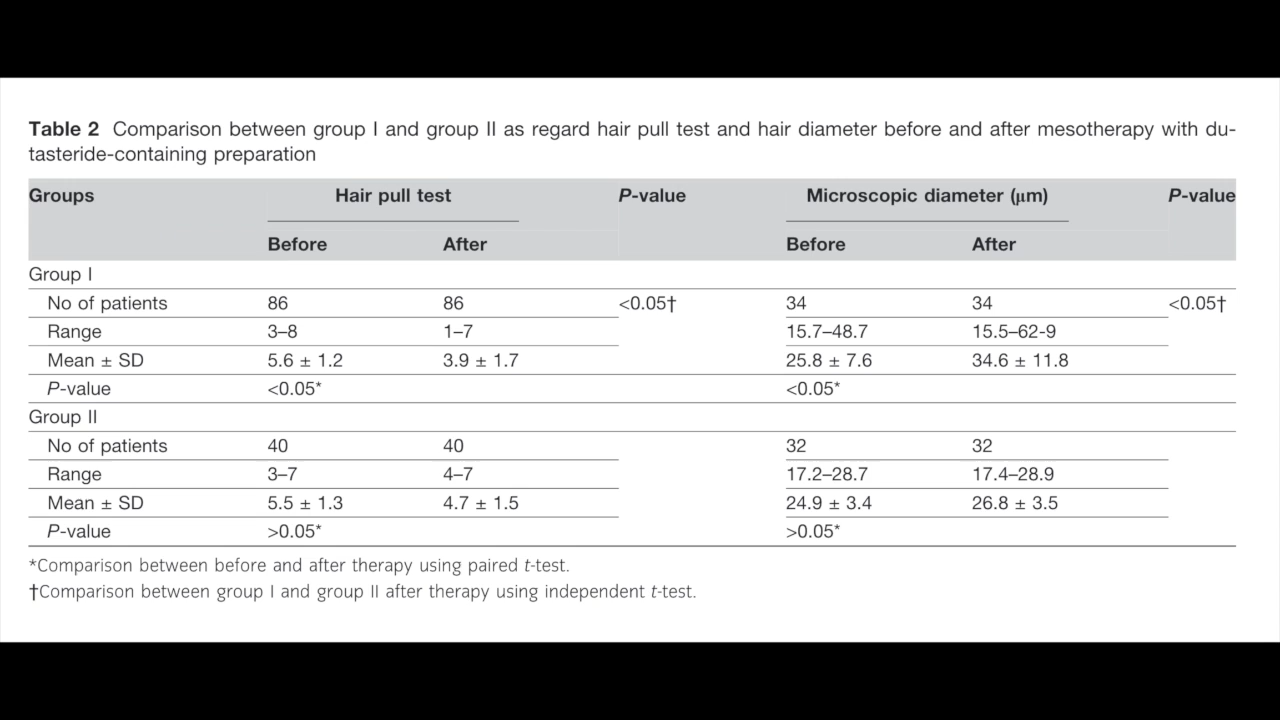 Table 2 Comparison between group I and group II as regard hair pull test and hair diameter before and after mesotherapy with du-
tasteride-containing preparation
Groups Hair pull test P-value Microscopic diameter (μm) P-value
Before After Before After
Group I
No of patients 86 86 <0.05† 34 34 <0.05†
Range 3–8 1–7 15.7–48.7 15.5–62-9
Mean ± SD 5.6 ± 1.2 3.9 ± 1.7 25.8 ± 7.6 34.6 ± 11.8
P-value <0.05* <0.05*
Group II
No of patients 40 40 32 32
Range 3–7 4–7 17.2–28.7 17.4–28.9
Mean ± SD 5.5 ± 1.3 4.7 ± 1.5 24.9 ± 3.4 26.8 ± 3.5
P-value >0.05* >0.05*
*Comparison between before and after therapy using paired t-test.
†Comparison between group I and group II after therapy using independent t-test.